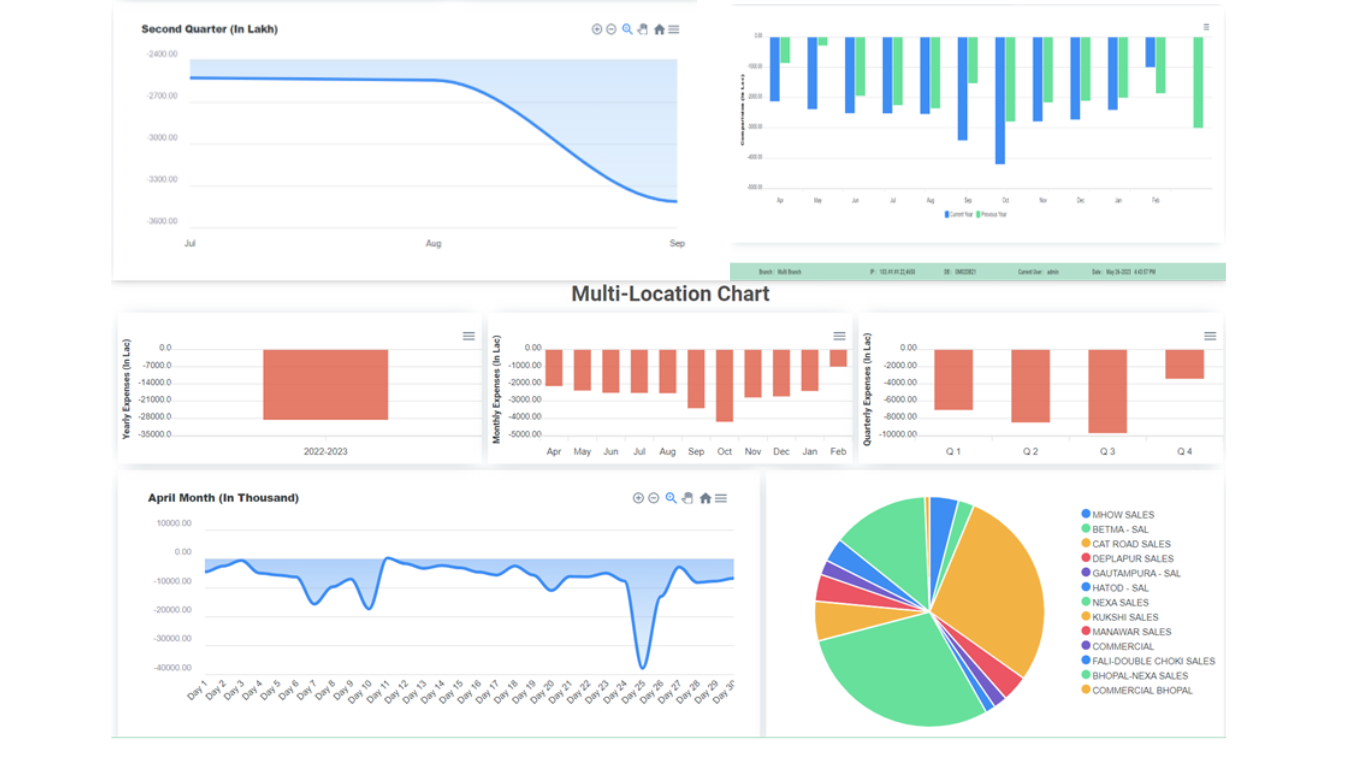 Second Quarter (In Lakh)
-2400.00
-2700.00
-3000.00
-3300.00
-3600.00
Jul Aug Sep
0.00
-100.00
-200.00
-300.00
-400.00
-500.00
Apr May Jun Jul Aug Sep Oct Nov Dec Jan Feb
Current Year Previous Year
Branch: Multi Branch IP: DB: Current User: admin Date: May 26-2023 4:43:57 PM
Multi-Location Chart
Yearly Expenses (In Lac)
0.0
-7000.0
-14000.0
-21000.0
-28000.0
-35000.0
2022-2023
Monthly Expenses (In Lac)
0.00
-1000.00
-2000.00
-3000.00
-4000.00
-5000.00
Apr May Jun Jul Aug Sep Oct Nov Dec Jan Feb
Quarterly Expenses (In Lac)
0.00
-2000.00
-4000.00
-6000.00
-8000.00
-10000.00
Q 1 Q 2 Q 3 Q 4
April Month (In Thousand)
10000.00
0.00
-10000.00
-20000.00
-30000.00
-40000.00
Day 1 Day 2 Day 3 Day 4 Day 5 Day 6 Day 7 Day 8 Day 9 Day 10 Day 11 Day 12 Day 13 Day 14 Day 15 Day 16 Day 17 Day 18 Day 19 Day 20 Day 21 Day 22 Day 23 Day 24 Day 25 Day 26 Day 27 Day 28 Day 29 Day 30
MHOW SALES
BETMA - SAL
CAT ROAD SALES
DEPLAPUR SALES
GAUTAMPURA - SAL
HATOD - SAL
NEXA SALES
KUKSHI SALES
MANAWAR SALES
COMMERCIAL
FALI-DOUBLE CHOKI SALES
BHOPAL-NEXA SALES
COMMERCIAL BHOPAL